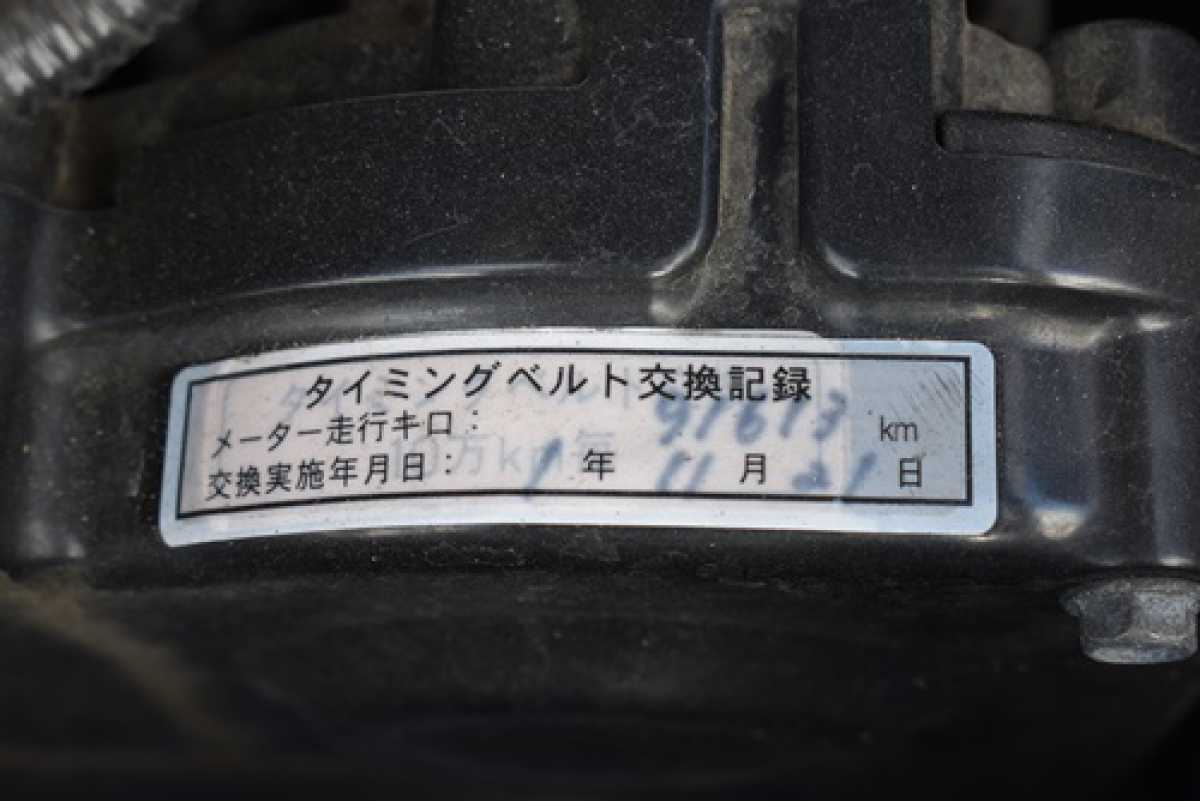 タイミングベルト交換記録
メーター走行キロ: 91613 km
交換実施年月日: 1 年 11 月 21 日